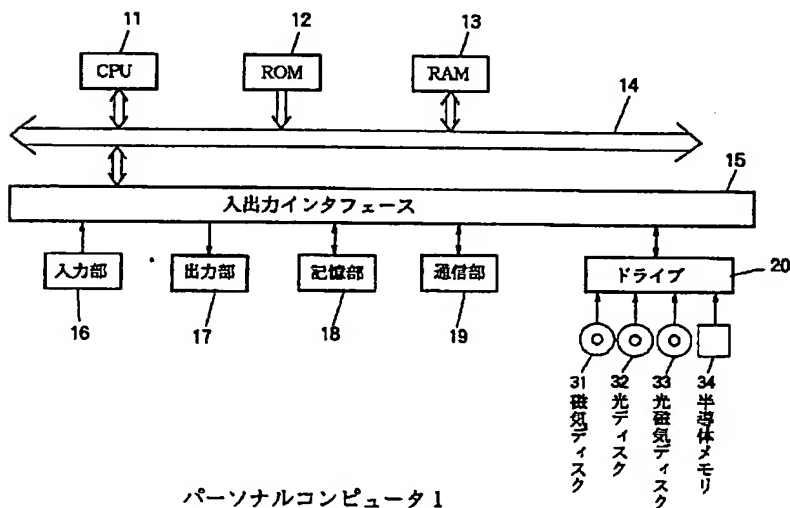 11
12
13
CPU
ROM
RAM
14
15
入出力インタフェース
入力部
出力部
記憶部
通信部
ドライブ
20
16
17
18
19
31 磁気ディスク
32 光ディスク
33 光磁気ディスク
34 半導体メモリ
パーソナルコンピュータ1